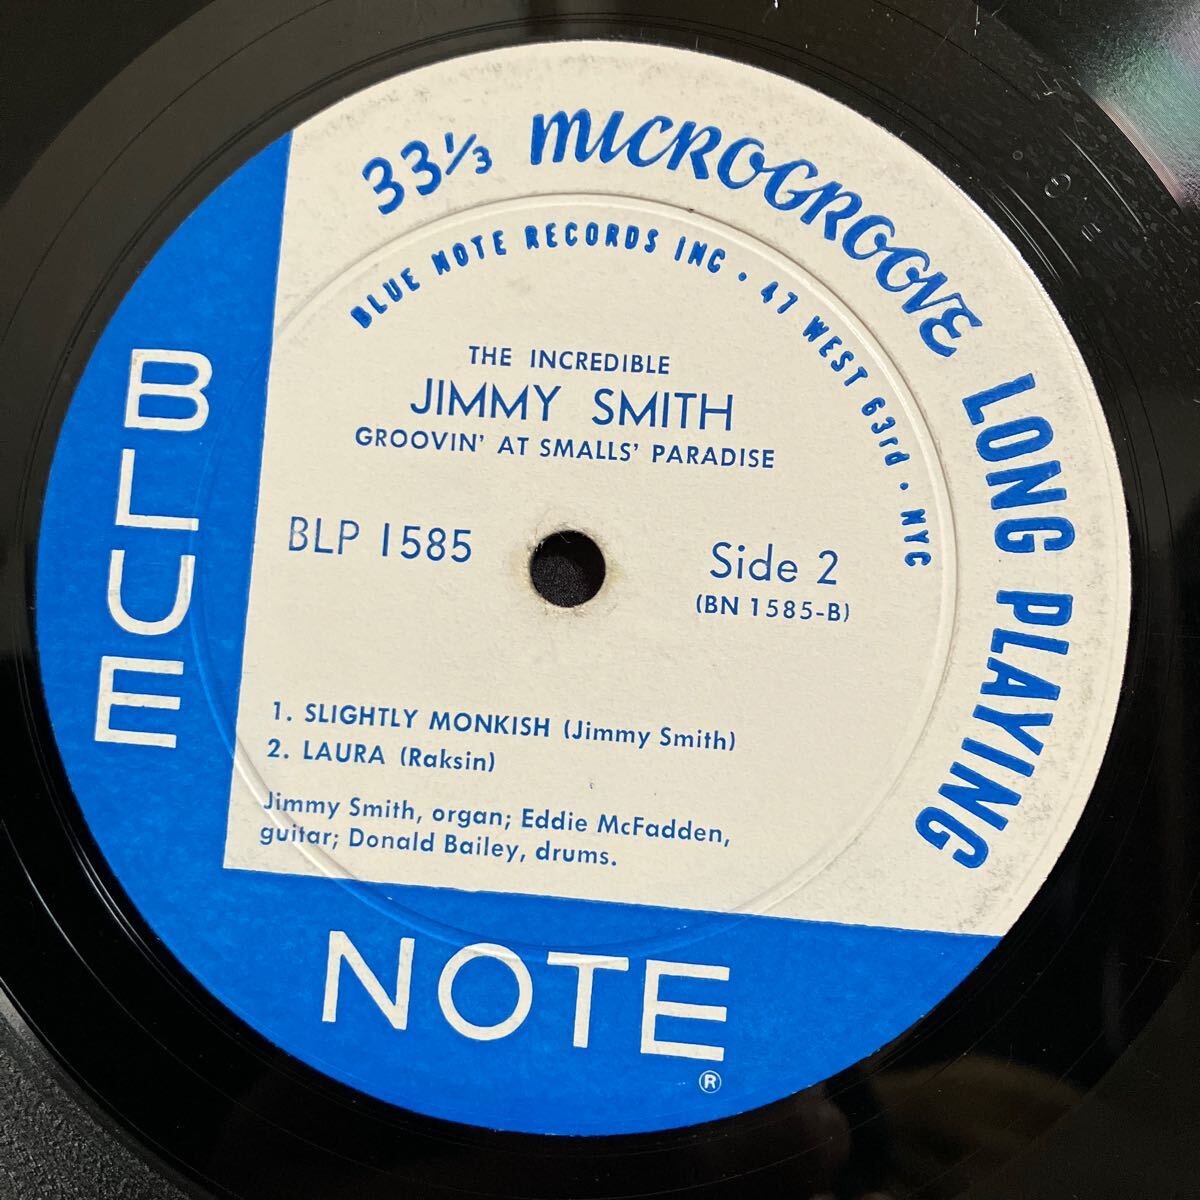 33⅓ MICROGROOVE LONG PLAYING
BLUE NOTE RECORDS INC · 47 WEST 63rd · NYC
THE INCREDIBLE
JIMMY SMITH
GROOVIN' AT SMALLS' PARADISE
BLP 1585
Side 2
(BN 1585-B)
1. SLIGHTLY MONKISH (Jimmy Smith)
2. LAURA (Raksin)
Jimmy Smith, organ; Eddie McFadden,
guitar; Donald Bailey, drums.
BLUE
NOTE
®